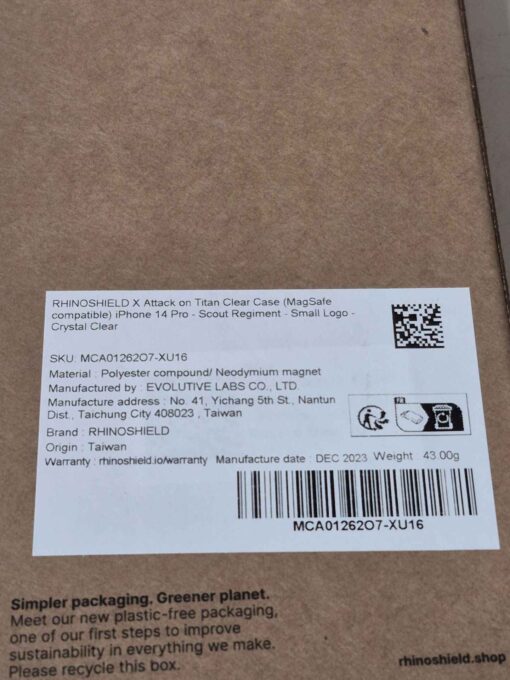 RHINOSHIELD X Attack on Titan Clear Case (MagSafe
compatible) iPhone 14 Pro - Scout Regiment - Small Logo -
Crystal Clear
SKU: MCA01262O7-XU16
Material : Polyester compound/ Neodymium magnet
Manufactured by : EVOLUTIVE LABS CO., LTD
Manufacture address : No. 41, Yichang 5th St., Nantun
Dist., Taichung City 408023 , Taiwan
Brand : RHINOSHIELD
Origin : Taiwan
Warranty : rhinoshield.io/warranty Manufacture date : DEC 2023 Weight : 43.00g
FR
MCA01262O7-XU16
Simpler packaging. Greener planet.
Meet our new plastic-free packaging,
one of our first steps to improve
sustainability in everything we make.
Please recycle this box.
rhinoshield.shop